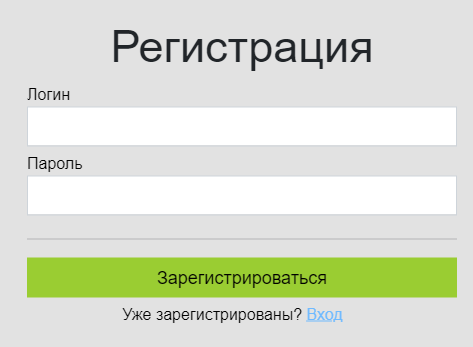 Регистрация
Логин
Пароль
Зарегистрироваться
Уже зарегистрированы? Вход